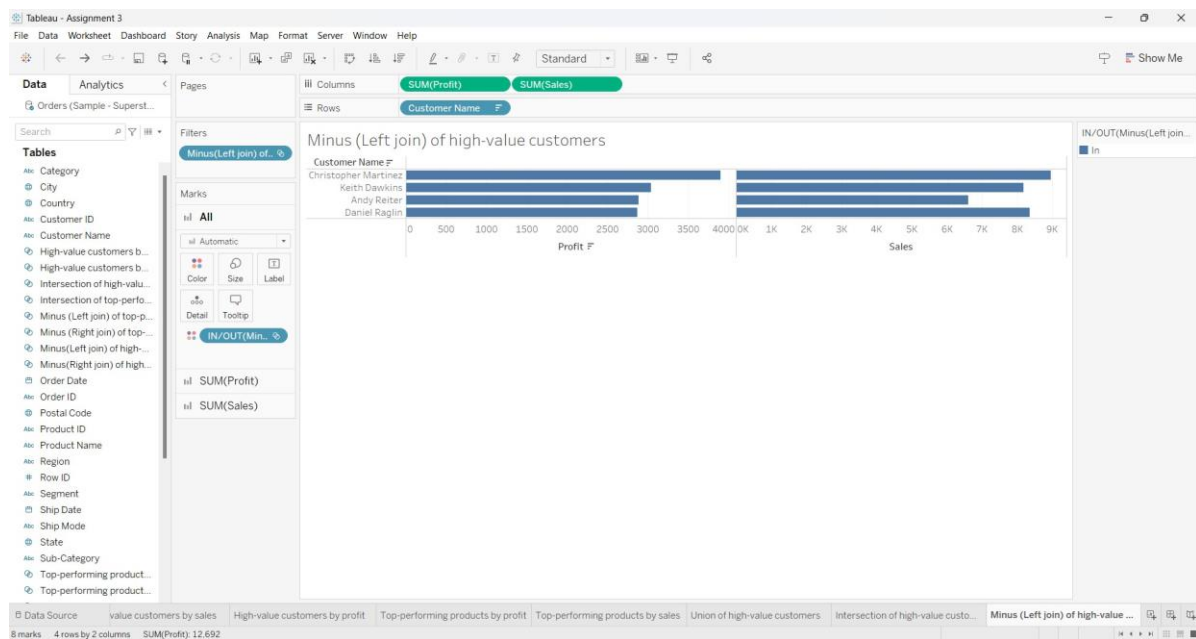 Tableau - Assignment 3
File Data Worksheet Dashboard Story Analysis Map Format Server Window Help
Standard
Show Me
Data Analytics
Pages
Columns SUM(Profit) SUM(Sales)
Orders (Sample - Superst...
Rows Customer Name
Search
Tables
Category
City
Country
Customer ID
Customer Name
High-value customers b...
High-value customers b...
Intersection of high-valu...
Intersection of top-perfo...
Minus (Left join) of top-p...
Minus (Right join) of top-...
Minus(Left join) of high-...
Minus(Right join) of high...
Order Date
Order ID
Postal Code
Product ID
Product Name
Region
Row ID
Segment
Ship Date
Ship Mode
State
Sub-Category
Top-performing product...
Top-performing product...
Filters
Minus(Left join) of..
Marks
All
Automatic
Color Size Label
Detail Tooltip
IN/OUT(Min..
SUM(Profit)
SUM(Sales)
Minus (Left join) of high-value customers
Customer Name
Christopher Martinez
Keith Dawkins
Andy Reiter
Daniel Raglin
0 500 1000 1500 2000 2500 3000 3500 4000 0K 1K 2K 3K 4K 5K 6K 7K 8K 9K
Profit Sales
IN/OUT(Minus(Left join...
In
Data Source value customers by sales High-value customers by profit Top-performing products by profit Top-performing products by sales Union of high-value customers Intersection of high-value custo... Minus (Left join) of high-value ...
8 marks 4 rows by 2 columns SUM(Profit): 12,692